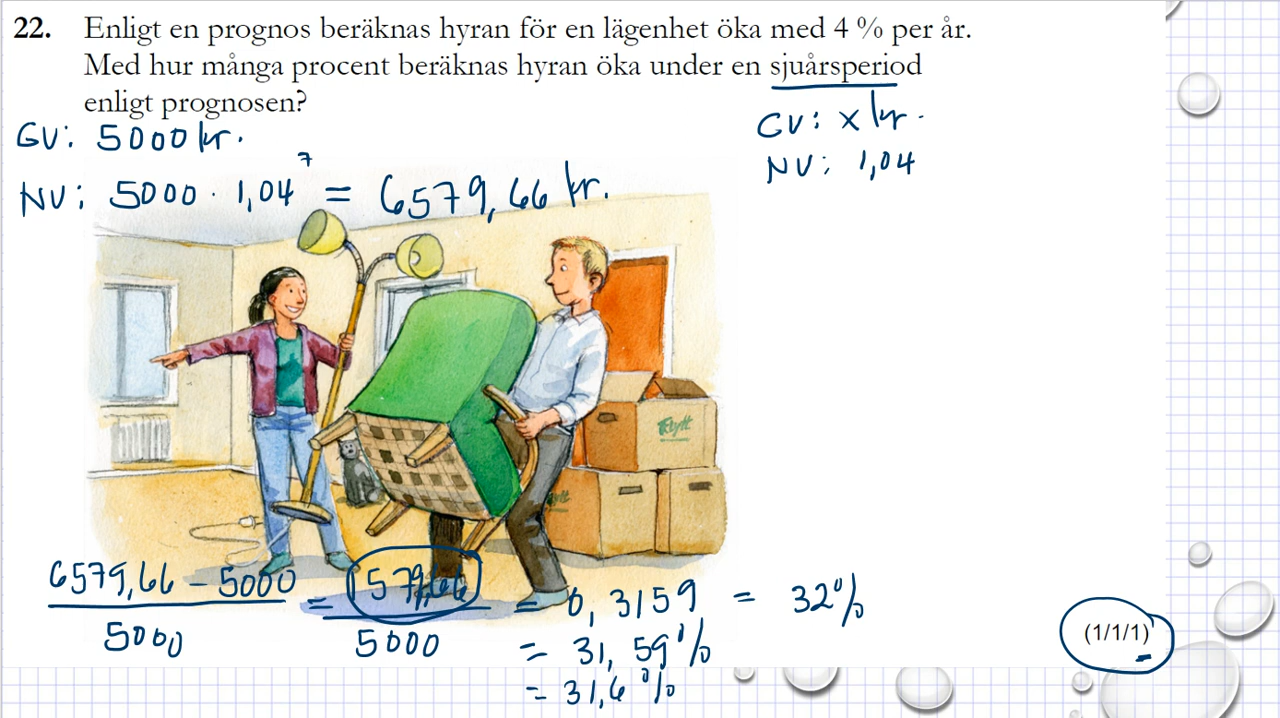 22. Enligt en prognos beräknas hyran för en lägenhet öka med 4 % per år.
Med hur många procent beräknas hyran öka under en sjuårsperiod
enligt prognosen?
GV: 5000 kr.
NV: 5000 · 1,04^7 = 6579,66 kr.
GV: x kr.
NV: 1,04
Flytt
6579,66 – 5000 / 5000 = 579,66 / 5000 = 0,3159 = 32%
= 31,59%
= 31,6%
(1/1/1)